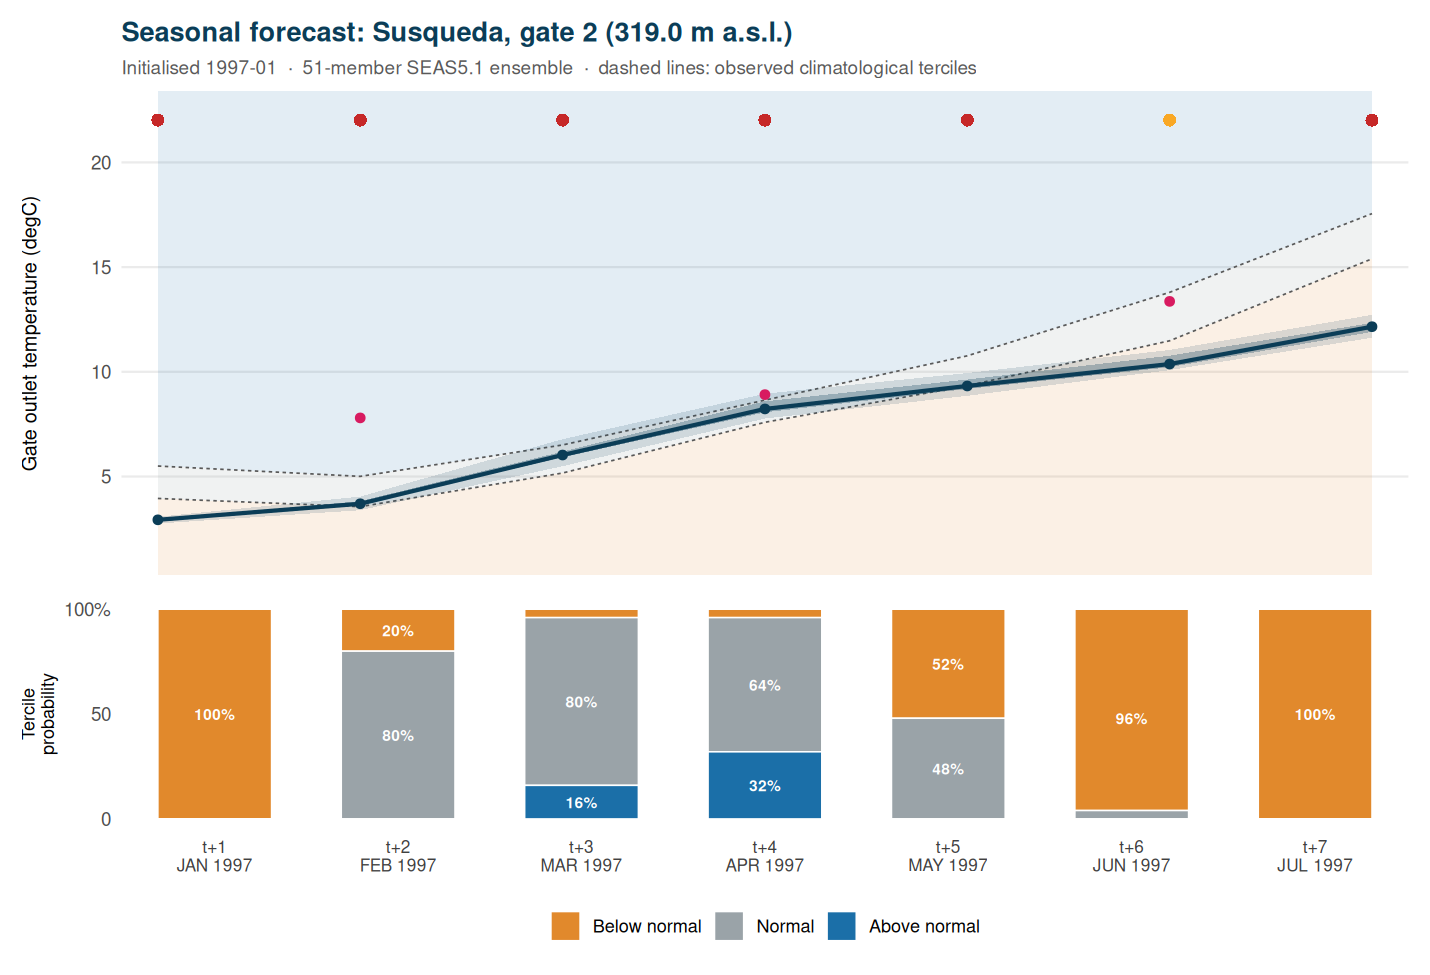 Seasonal forecast: Susqueda, gate 2 (319.0 m a.s.l.)
Initialised 1997-01 · 51-member SEAS5.1 ensemble · dashed lines: observed climatological terciles
Gate outlet temperature (degC)
20
15
10
5
Tercile
probability
100%
50
0
100%
20%
80%
80%
16%
64%
32%
52%
48%
96%
100%
t+1
JAN 1997
t+2
FEB 1997
t+3
MAR 1997
t+4
APR 1997
t+5
MAY 1997
t+6
JUN 1997
t+7
JUL 1997
Below normal
Normal
Above normal